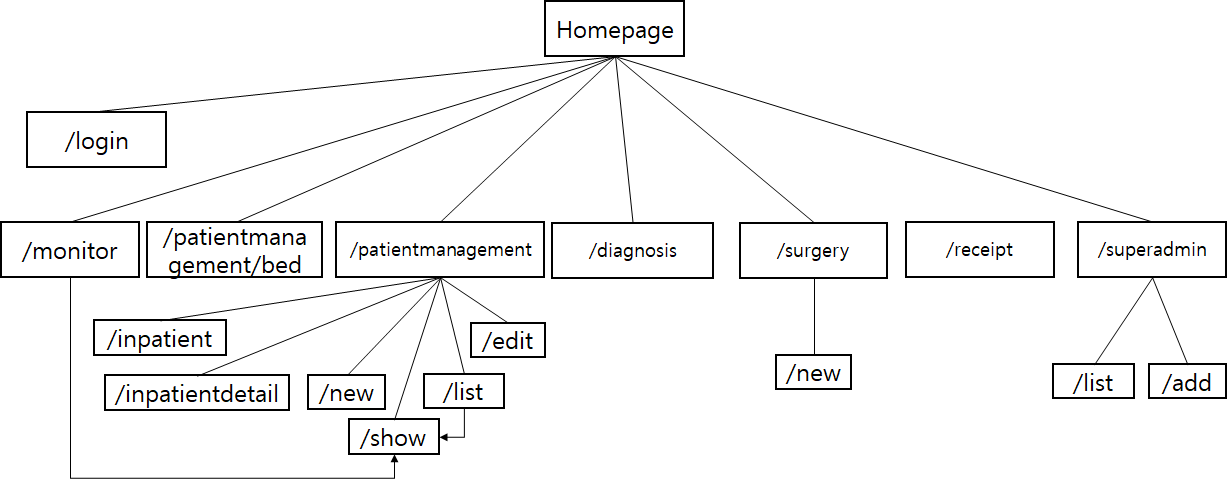 Homepage
/login
/monitor
/patientmana
gement/bed
/patientmanagement
/diagnosis
/surgery
/receipt
/superadmin
/inpatient
/edit
/inpatientdetail
/new
/list
/show
/new
/list
/add